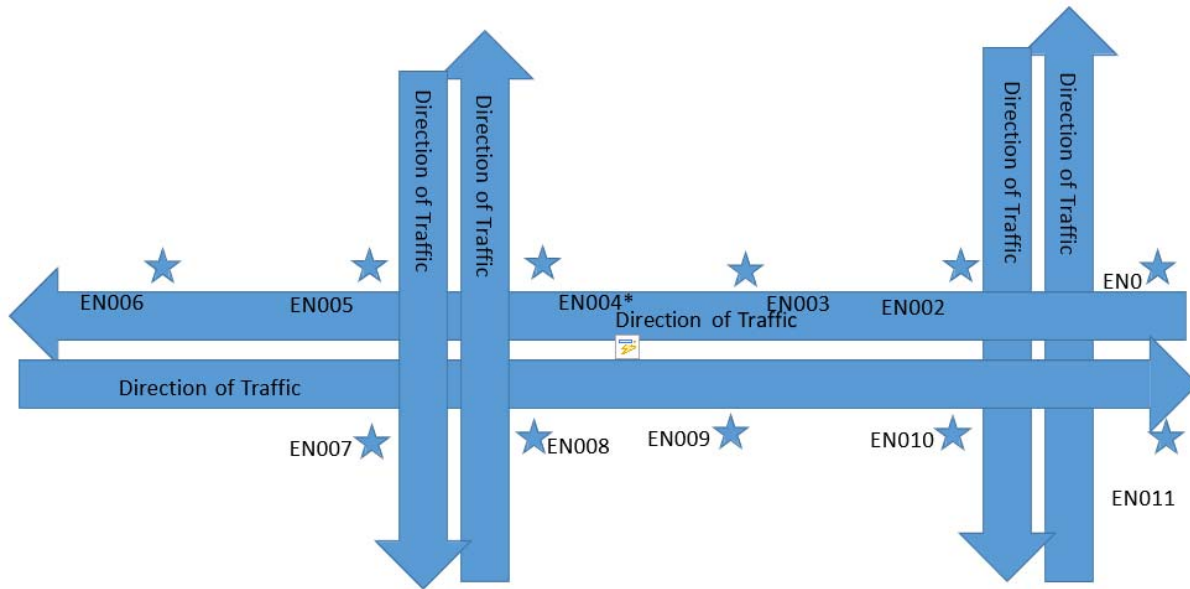 Direction of Traffic
Direction of Traffic
Direction of Traffic
Direction of Traffic
EN006
EN005
EN004*
EN003
EN002
EN0
Direction of Traffic
Direction of Traffic
EN007
EN008
EN009
EN010
EN011